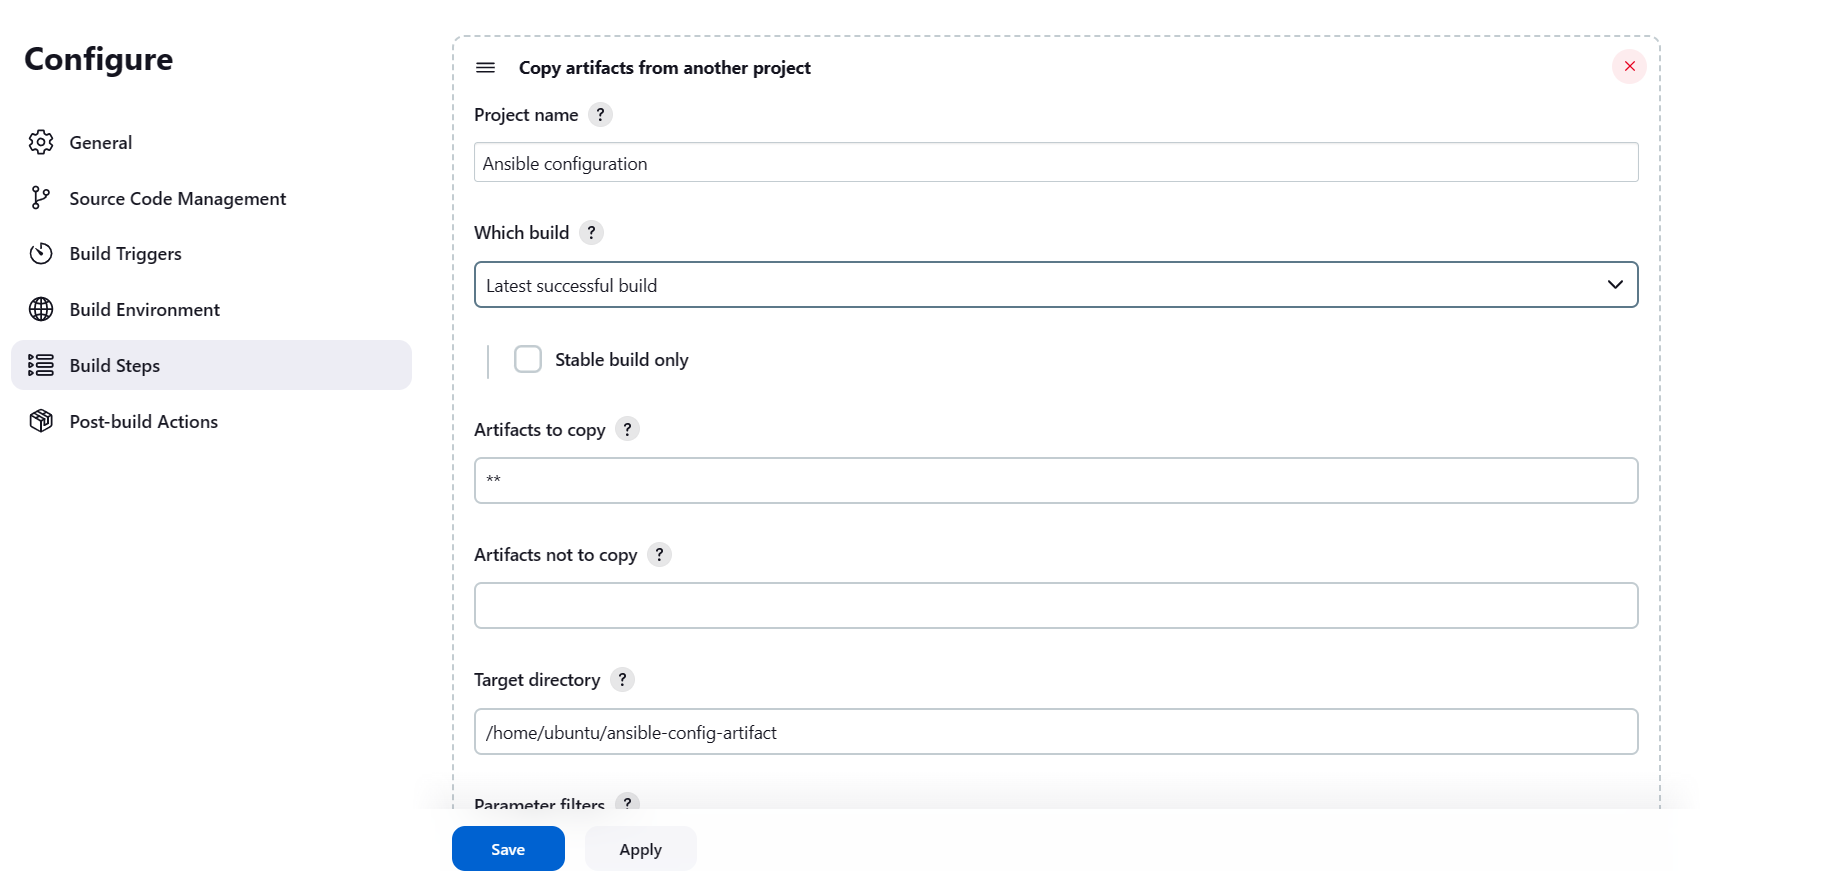 Configure
General
Source Code Management
Build Triggers
Build Environment
Build Steps
Post-build Actions
Copy artifacts from another project
Project name ?
Ansible configuration
Which build ?
Latest successful build
Stable build only
Artifacts to copy ?
**
Artifacts not to copy ?
Target directory ?
/home/ubuntu/ansible-config-artifact
Parameter filters ?
Save
Apply